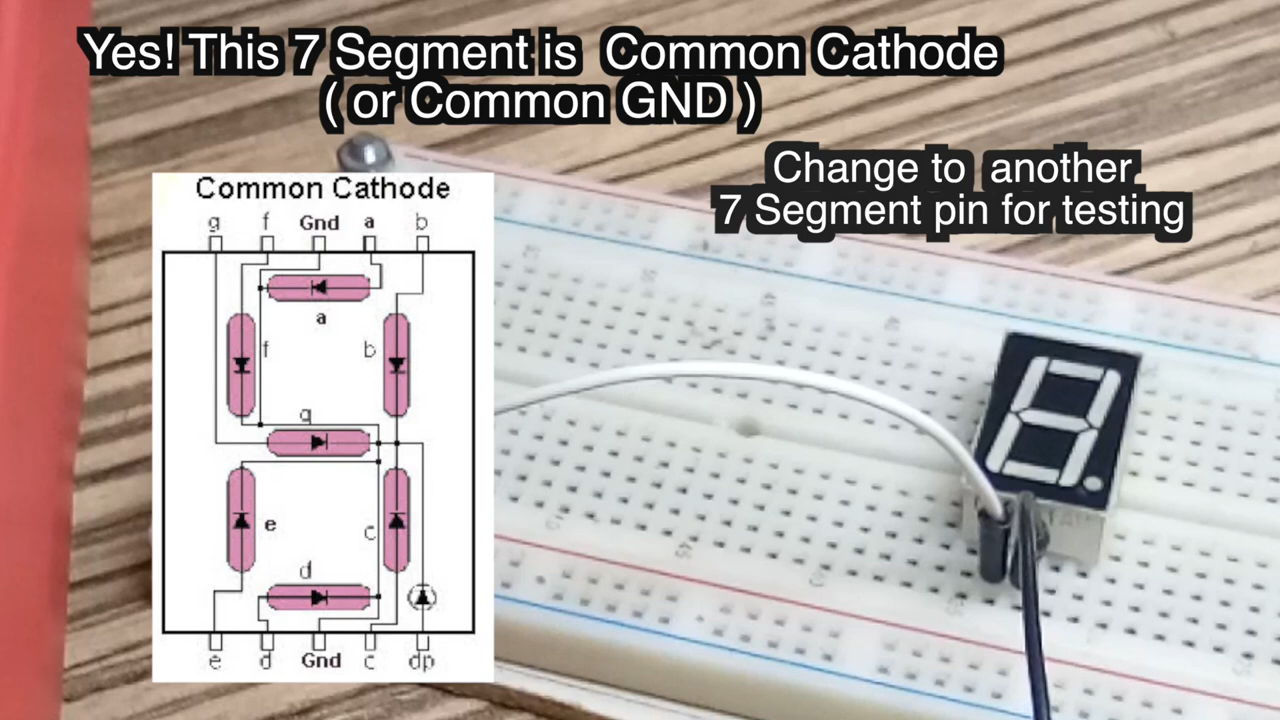 Yes! This 7 Segment is Common Cathode
( or Common GND )
Change to another
7 Segment pin for testing
Common Cathode
g f Gnd a b
a
f b
g
e
c
d
e d Gnd c dp